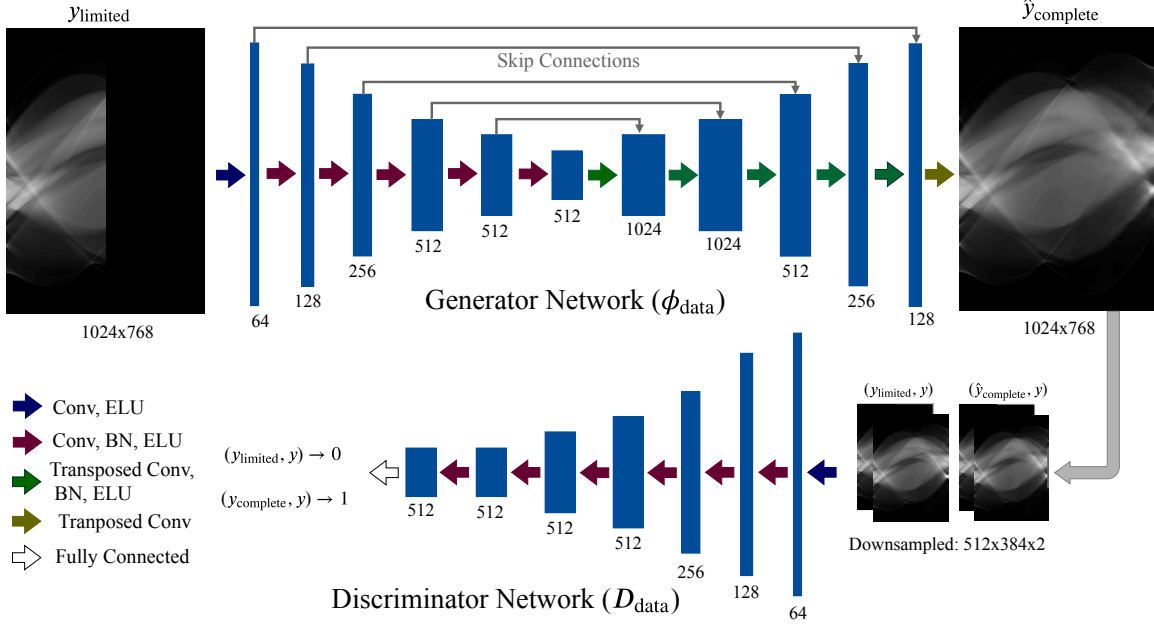 y_limited
ŷ_complete
Skip Connections
64
128
256
512
512
512
1024
1024
512
256
128
Generator Network (ϕ_data)
1024x768
1024x768
(y_limited, y)
(ŷ_complete, y)
Downsampled: 512x384x2
Conv, ELU
Conv, BN, ELU
Transposed Conv,
BN, ELU
Tranposed Conv
Fully Connected
(y_limited, y) → 0
(y_complete, y) → 1
512
512
512
512
256
128
64
Discriminator Network (D_data)